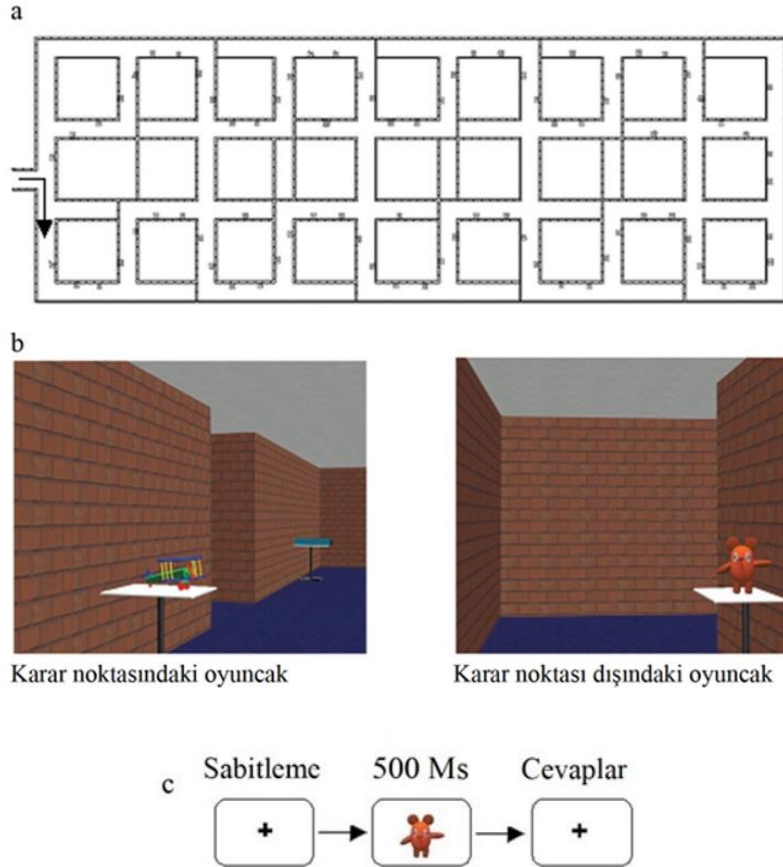 a
b
Karar noktasındaki oyuncak
Karar noktası dışındaki oyuncak
c
Sabitleme 500 Ms Cevaplar